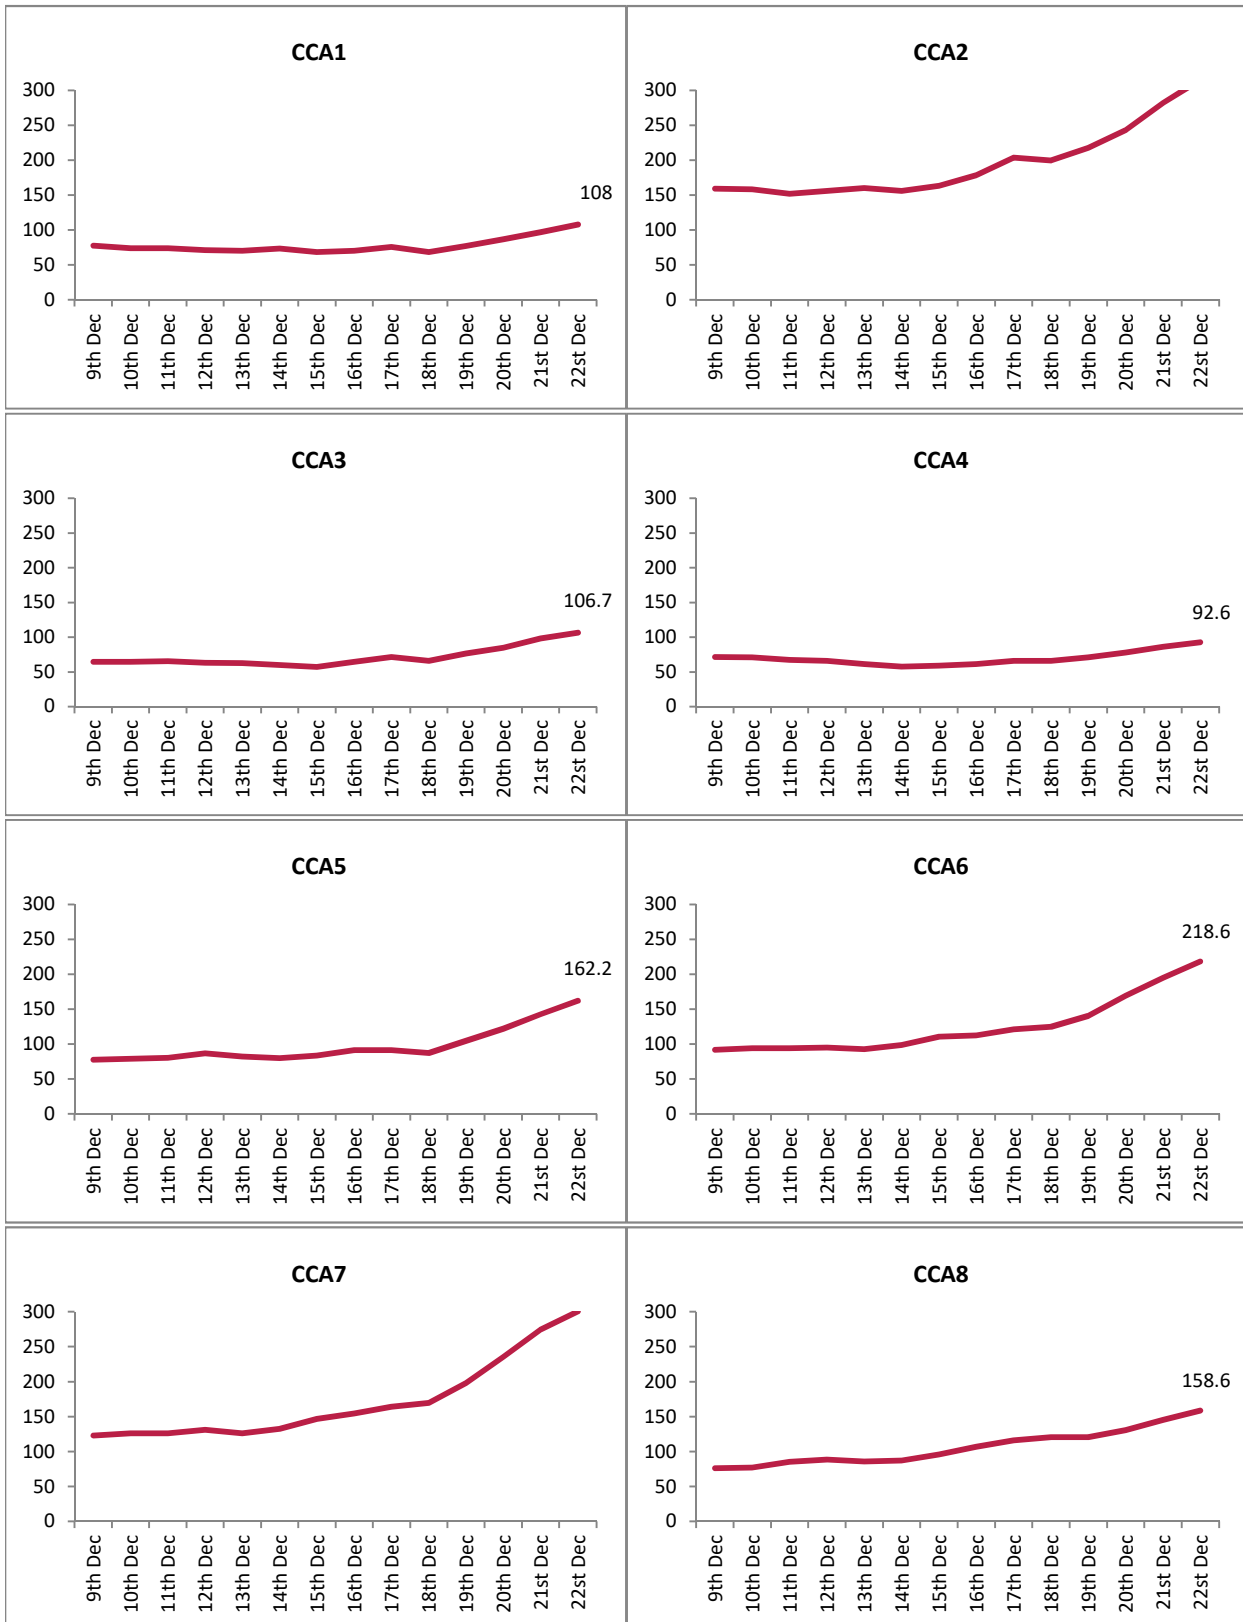 CCA1
300
250
200
150
100
50
0
108
9th Dec
10th Dec
11th Dec
12th Dec
13th Dec
14th Dec
15th Dec
16th Dec
17th Dec
18th Dec
19th Dec
20th Dec
21st Dec
22st Dec
CCA2
300
250
200
150
100
50
0
9th Dec
10th Dec
11th Dec
12th Dec
13th Dec
14th Dec
15th Dec
16th Dec
17th Dec
18th Dec
19th Dec
20th Dec
21st Dec
22st Dec
CCA3
300
250
200
150
100
50
0
106.7
9th Dec
10th Dec
11th Dec
12th Dec
13th Dec
14th Dec
15th Dec
16th Dec
17th Dec
18th Dec
19th Dec
20th Dec
21st Dec
22st Dec
CCA4
300
250
200
150
100
50
0
92.6
9th Dec
10th Dec
11th Dec
12th Dec
13th Dec
14th Dec
15th Dec
16th Dec
17th Dec
18th Dec
19th Dec
20th Dec
21st Dec
22st Dec
CCA5
300
250
200
150
100
50
0
162.2
9th Dec
10th Dec
11th Dec
12th Dec
13th Dec
14th Dec
15th Dec
16th Dec
17th Dec
18th Dec
19th Dec
20th Dec
21st Dec
22st Dec
CCA6
300
250
200
150
100
50
0
218.6
9th Dec
10th Dec
11th Dec
12th Dec
13th Dec
14th Dec
15th Dec
16th Dec
17th Dec
18th Dec
19th Dec
20th Dec
21st Dec
22st Dec
CCA7
300
250
200
150
100
50
0
9th Dec
10th Dec
11th Dec
12th Dec
13th Dec
14th Dec
15th Dec
16th Dec
17th Dec
18th Dec
19th Dec
20th Dec
21st Dec
22st Dec
CCA8
300
250
200
150
100
50
0
158.6
9th Dec
10th Dec
11th Dec
12th Dec
13th Dec
14th Dec
15th Dec
16th Dec
17th Dec
18th Dec
19th Dec
20th Dec
21st Dec
22st Dec